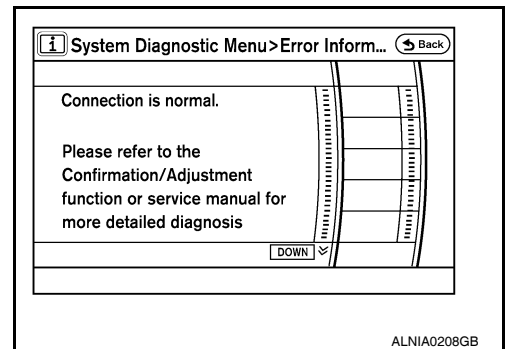 i System Diagnostic Menu>Error Inform... Back
Connection is normal.
Please refer to the
Confirmation/Adjustment
function or service manual for
more detailed diagnosis
DOWN
ALNIA0208GB